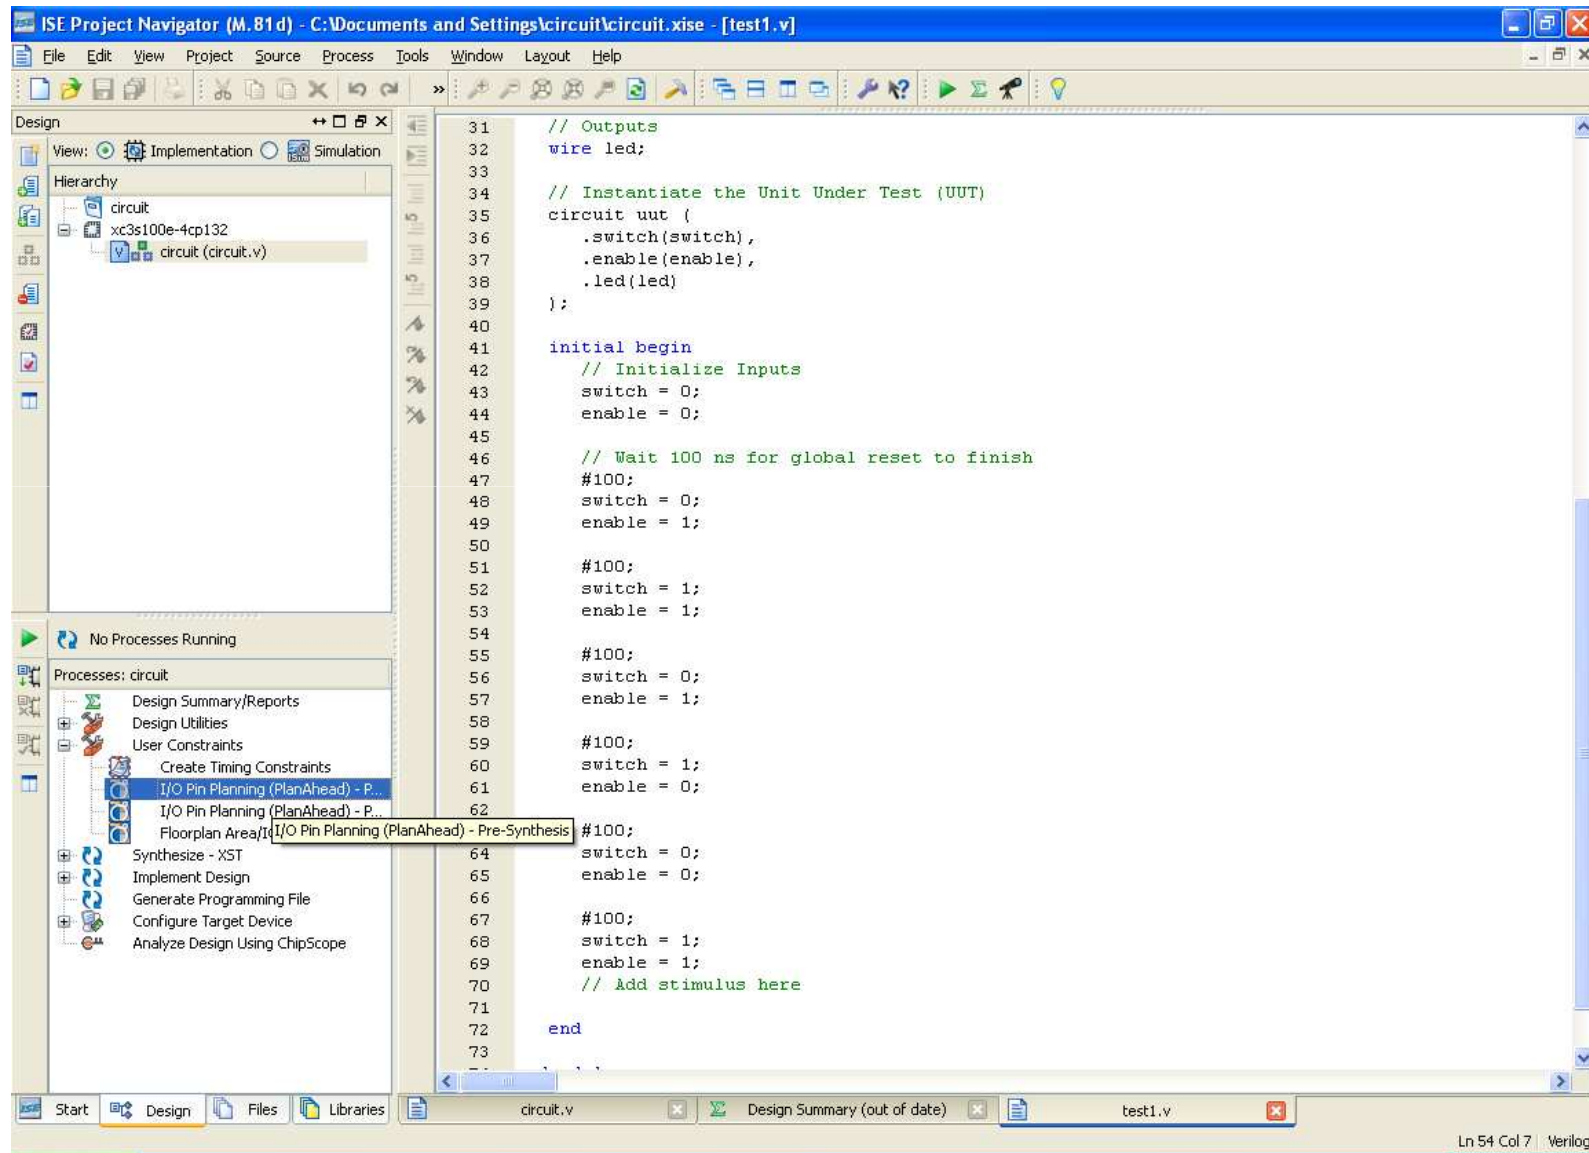 ISE Project Navigator (M.81d) - C:\Documents and Settings\circuit\circuit.xise - [test1.v]
File Edit View Project Source Process Tools Window Layout Help
Design
View: Implementation Simulation
Hierarchy
circuit
xc3s100e-4cp132
circuit (circuit.v)
No Processes Running
Processes: circuit
Design Summary/Reports
Design Utilities
User Constraints
Create Timing Constraints
I/O Pin Planning (PlanAhead) - P...
I/O Pin Planning (PlanAhead) - P...
Floorplan Area/I
I/O Pin Planning (PlanAhead) - Pre-Synthesis
Synthesize - XST
Implement Design
Generate Programming File
Configure Target Device
Analyze Design Using ChipScope
31 // Outputs
32 wire led;
33
34 // Instantiate the Unit Under Test (UUT)
35 circuit uut (
36 .switch(switch),
37 .enable(enable),
38 .led(led)
39 );
40
41 initial begin
42 // Initialize Inputs
43 switch = 0;
44 enable = 0;
45
46 // Wait 100 ns for global reset to finish
47 #100;
48 switch = 0;
49 enable = 1;
50
51 #100;
52 switch = 1;
53 enable = 1;
54
55 #100;
56 switch = 0;
57 enable = 1;
58
59 #100;
60 switch = 1;
61 enable = 0;
62
#100;
64 switch = 0;
65 enable = 0;
66
67 #100;
68 switch = 1;
69 enable = 1;
70 // Add stimulus here
71
72 end
73
Start Design Files Libraries circuit.v Design Summary (out of date) test1.v
Ln 54 Col 7 Verilog